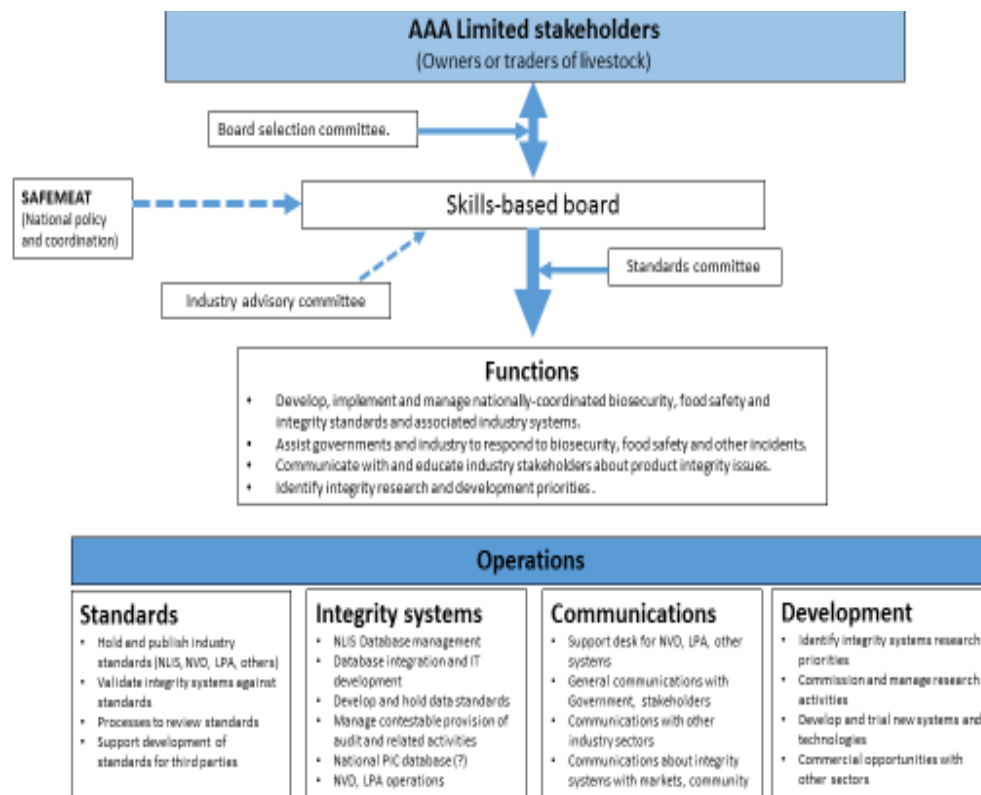 AAA Limited stakeholders
(Owners or traders of livestock)
Board selection committee.
SAFEMEAT
(National policy
and coordination)
Skills-based board
Standards committee
Industry advisory committee
Functions
• Develop, implement and manage nationally-coordinated biosecurity, food safety and
integrity standards and associated industry systems.
• Assist governments and industry to respond to biosecurity, food safety and other incidents.
• Communicate with and educate industry stakeholders about product integrity issues.
• Identify integrity research and development priorities.
Operations
Standards
• Hold and publish industry
standards (NLIS, NVD, LPA, others)
• Validate integrity systems against
standards
• Processes to review standards
• Support development of
standards for third parties
Integrity systems
• NLIS Database management
• Database integration and IT
development
• Develop and hold data standards
• Manage contestable provision of
audit and related activities
• National PIC database (?)
• NVD, LPA operations
Communications
• Support desk for NVD, LPA, other
systems
• General communications with
Government, stakeholders
• Communications with other
industry sectors
• Communications about integrity
systems with markets, community
Development
• Identify integrity systems research
priorities
• Commission and manage research
activities
• Develop and trial new systems and
technologies
• Commercial opportunities with
other sectors